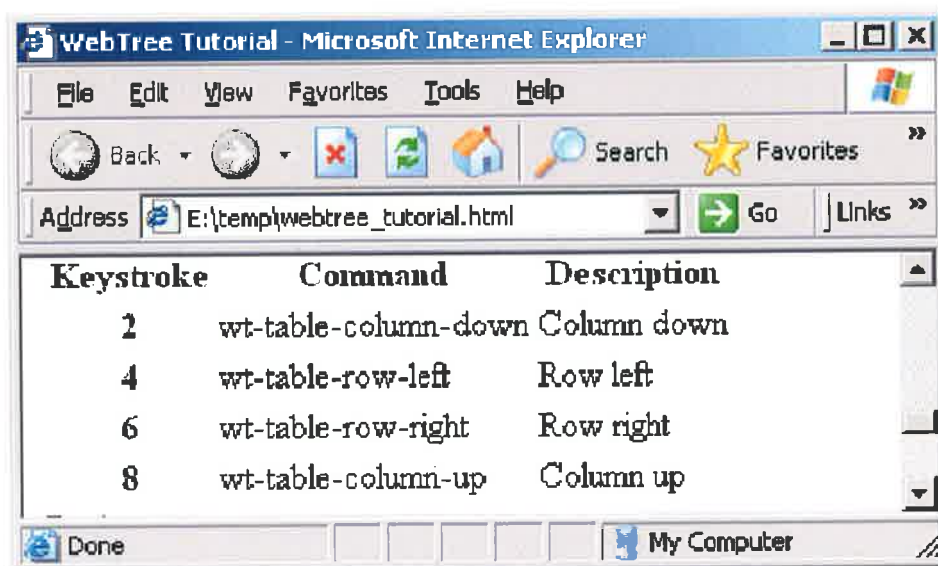 WebTree Tutorial - Microsoft Internet Explorer
File Edit View Favorites Tools Help
Back Search Favorites »
Address E:\temp\webtree_tutorial.html Go Links »
Keystroke Command Description
2 wt-table-column-down Column down
4 wt-table-row-left Row left
6 wt-table-row-right Row right
8 wt-table-column-up Column up
Done My Computer